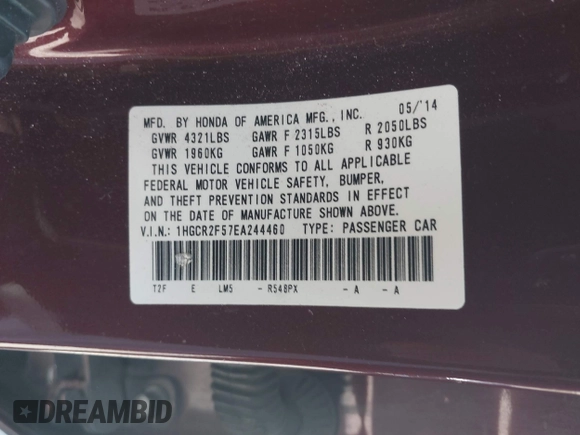 MFD. BY HONDA OF AMERICA MFG., INC. 05/'14
GVWR 4321LBS GAWR F 2315LBS R 2050LBS
GVWR 1960KG GAWR F 1050KG R 930KG
THIS VEHICLE CONFORMS TO ALL APPLICABLE
FEDERAL MOTOR VEHICLE SAFETY, BUMPER,
AND THEFT PREVENTION STANDARDS IN EFFECT
ON THE DATE OF MANUFACTURE SHOWN ABOVE.
V.I.N.: 1HGCR2F57EA244460 TYPE: PASSENGER CAR
T2F E LM5 - R548PX - A - A
DREAMBID